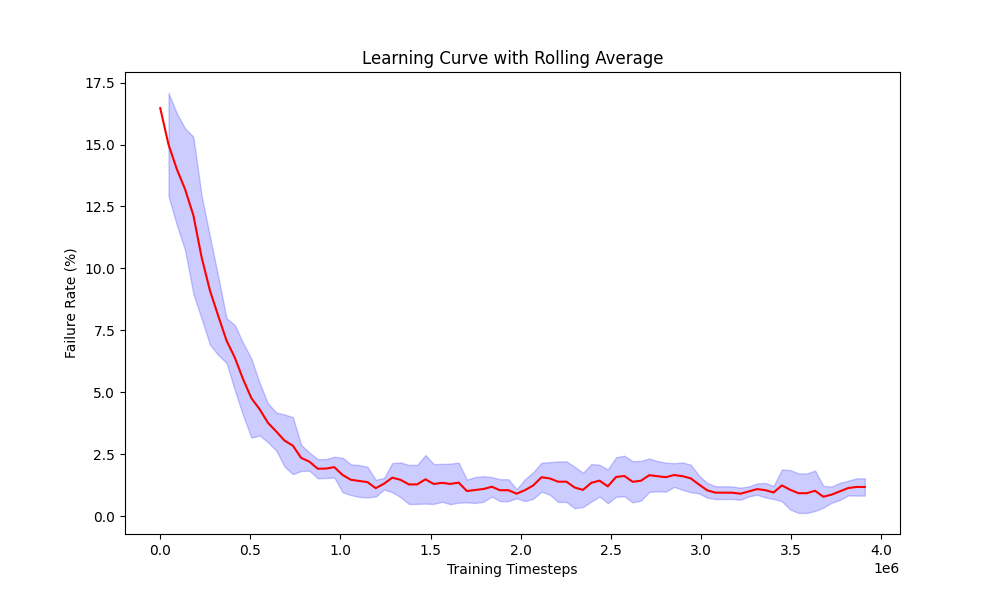 Learning Curve with Rolling Average
Failure Rate (%)
17.5
15.0
12.5
10.0
7.5
5.0
2.5
0.0
0.0 0.5 1.0 1.5 2.0 2.5 3.0 3.5 4.0
1e6
Training Timesteps